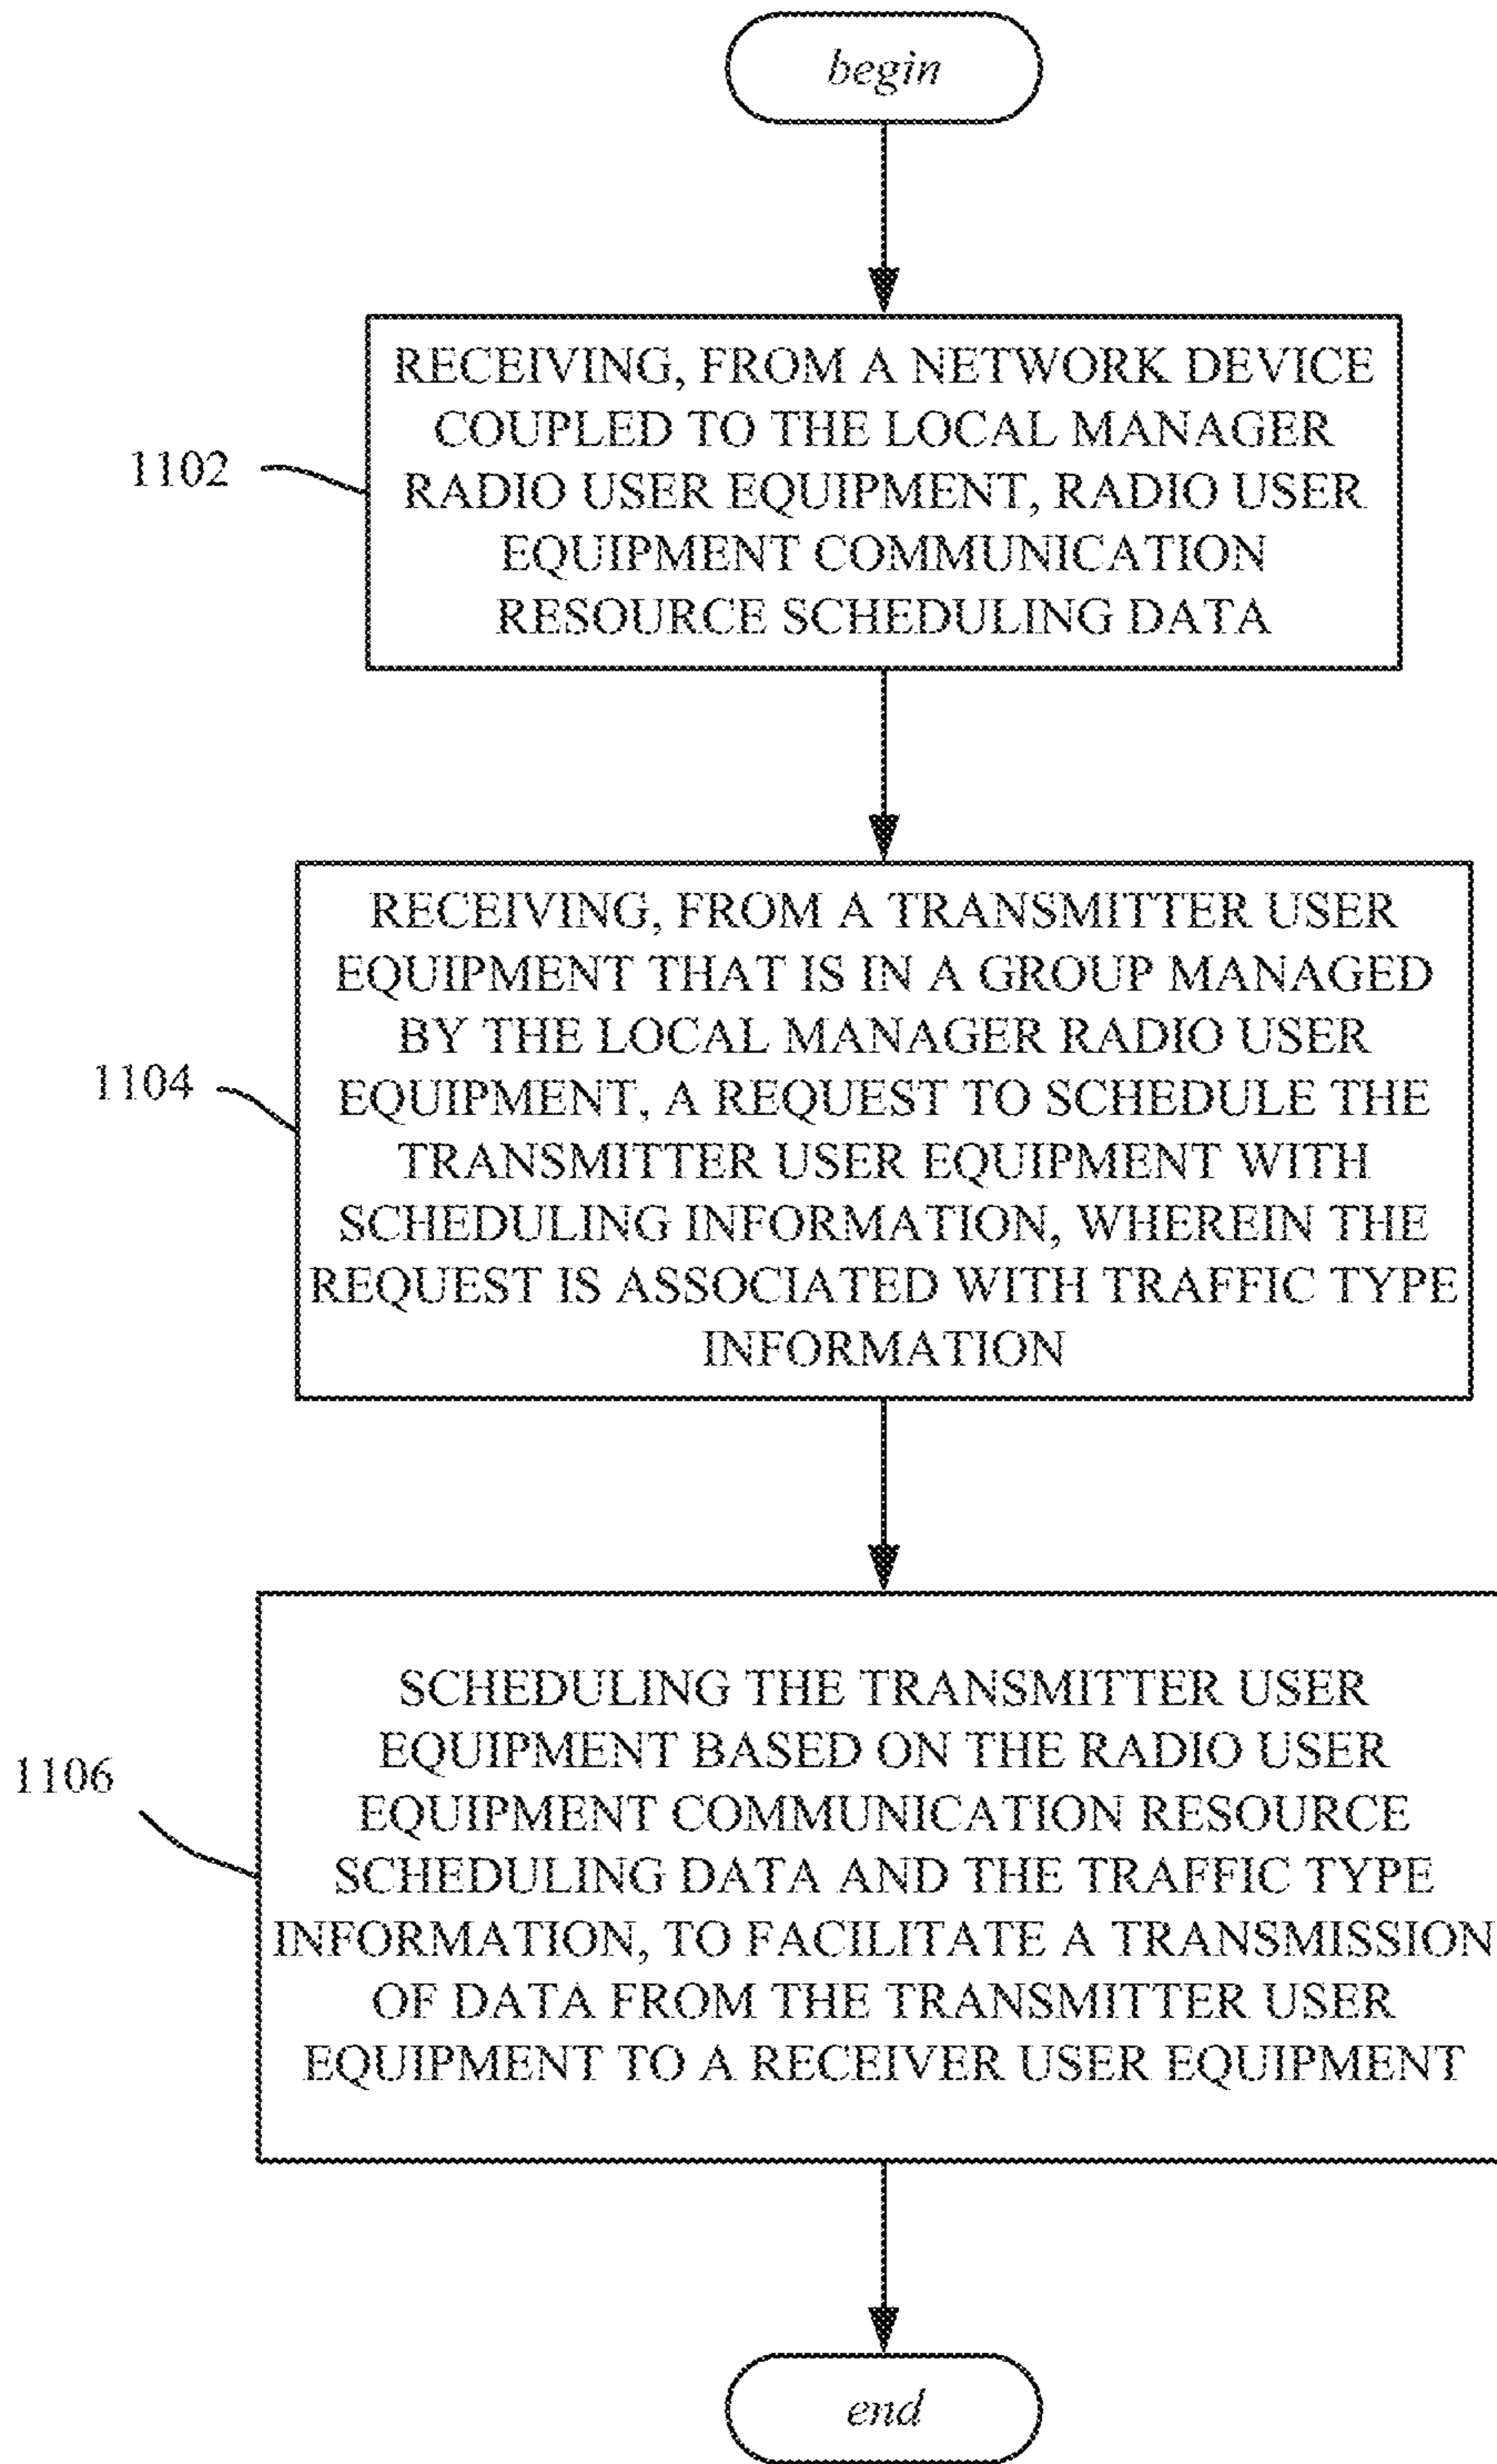 begin
RECEIVING, FROM A NETWORK DEVICE
COUPLED TO THE LOCAL MANAGER
RADIO USER EQUIPMENT, RADIO USER
EQUIPMENT COMMUNICATION
RESOURCE SCHEDULING DATA
1102
RECEIVING, FROM A TRANSMITTER USER
EQUIPMENT THAT IS IN A GROUP MANAGED
BY THE LOCAL MANAGER RADIO USER
EQUIPMENT, A REQUEST TO SCHEDULE THE
TRANSMITTER USER EQUIPMENT WITH
SCHEDULING INFORMATION, WHEREIN THE
REQUEST IS ASSOCIATED WITH TRAFFIC TYPE
INFORMATION
1104
SCHEDULING THE TRANSMITTER USER
EQUIPMENT BASED ON THE RADIO USER
EQUIPMENT COMMUNICATION RESOURCE
SCHEDULING DATA AND THE TRAFFIC TYPE
INFORMATION, TO FACILITATE A TRANSMISSION
OF DATA FROM THE TRANSMITTER USER
EQUIPMENT TO A RECEIVER USER EQUIPMENT
1106
end